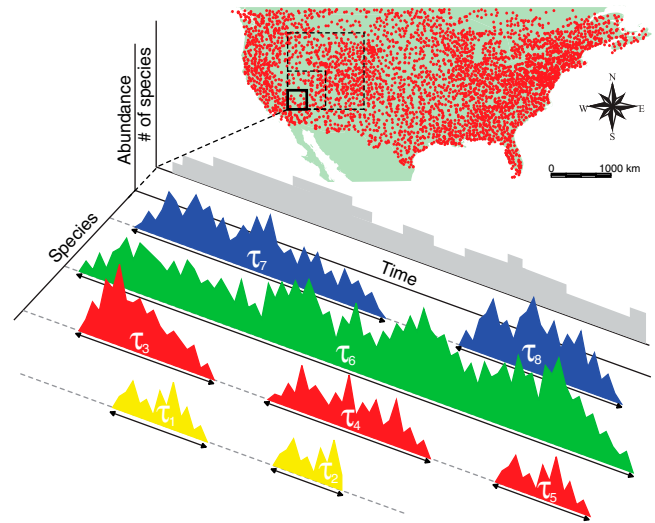 Abundance
# of species
N
W
E
S
0 1000 km
Species
Time
τ7
τ8
τ3
τ6
τ1
τ4
τ2
τ5